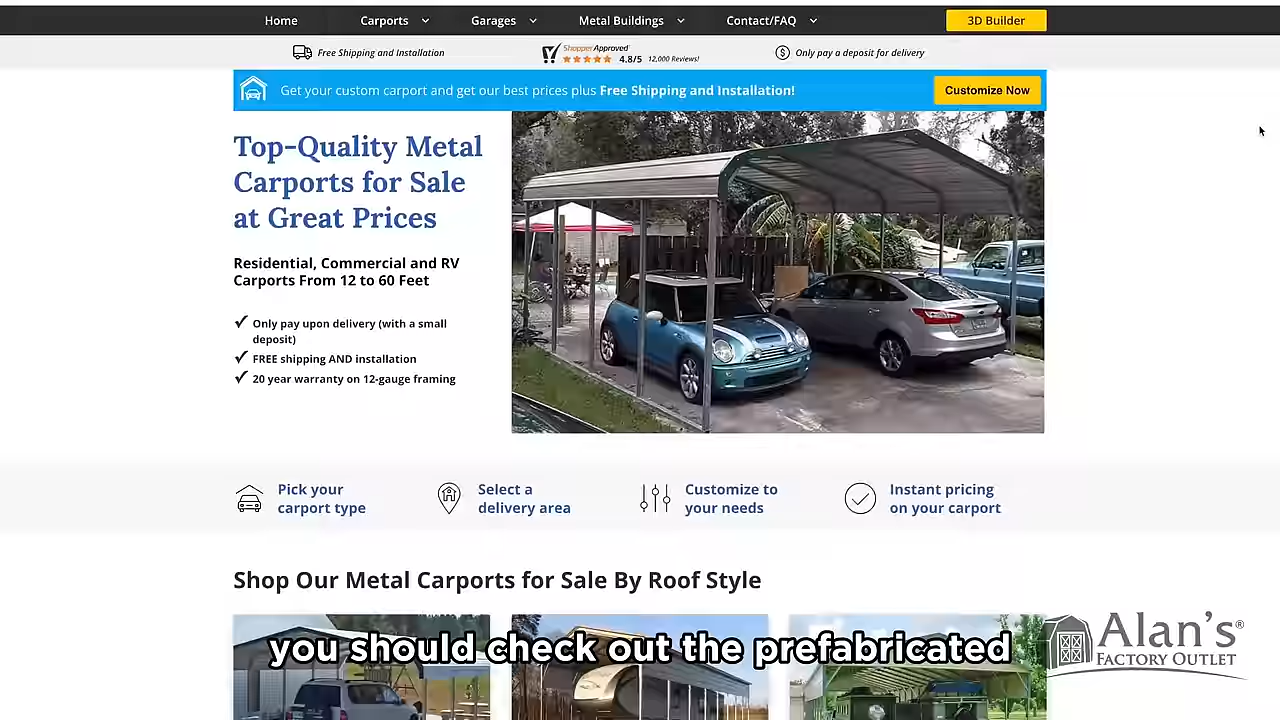 Home
Carports
Garages
Metal Buildings
Contact/FAQ
3D Builder
Free Shipping and Installation
Shopper Approved
4.8/5 12,000 Reviews!
Only pay a deposit for delivery
Get your custom carport and get our best prices plus Free Shipping and Installation!
Customize Now
Top-Quality Metal
Carports for Sale
at Great Prices
Residential, Commercial and RV
Carports From 12 to 60 Feet
Only pay upon delivery (with a small
deposit)
FREE shipping AND installation
20 year warranty on 12-gauge framing
Pick your
carport type
Select a
delivery area
Customize to
your needs
Instant pricing
on your carport
Shop Our Metal Carports for Sale By Roof Style
you should check out the prefabricated
Alan's®
FACTORY OUTLET